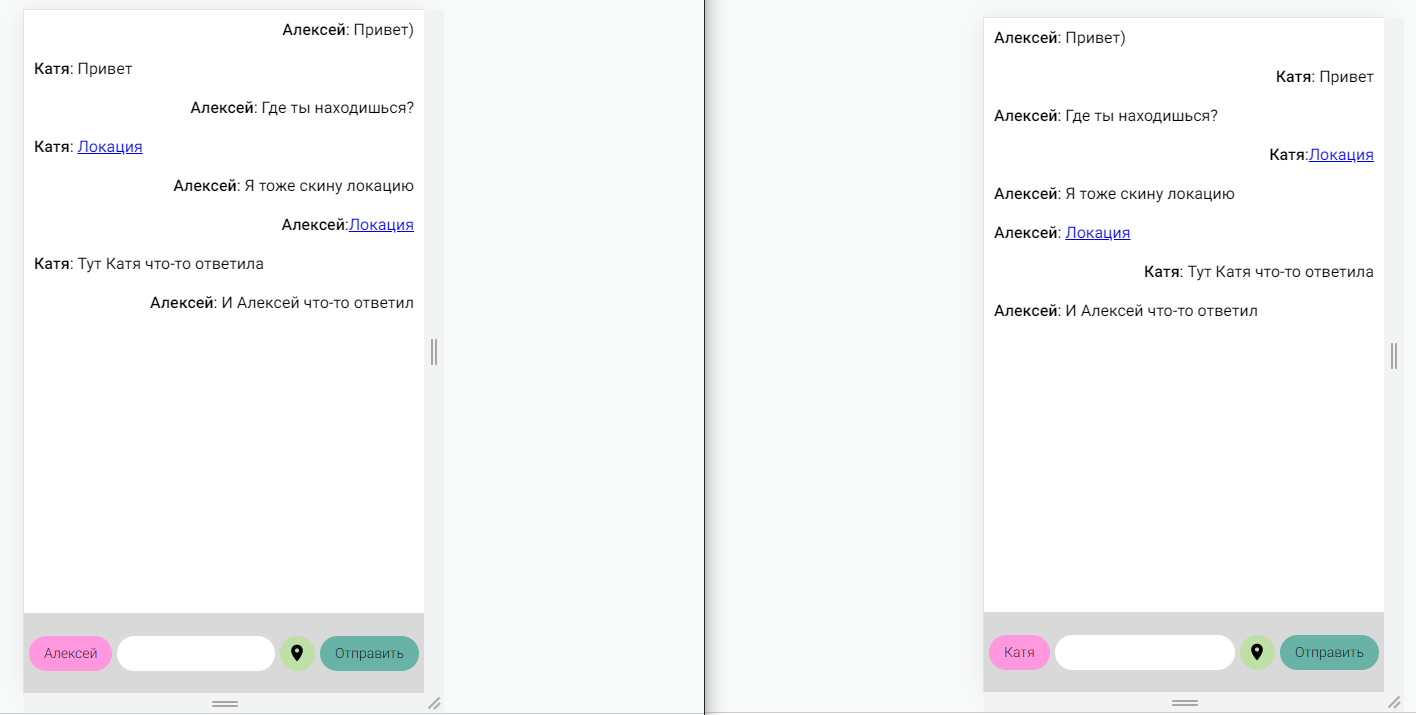 Алексей: Привет)
Катя: Привет
Алексей: Где ты находишься?
Катя: Локация
Алексей: Я тоже скину локацию
Алексей:Локация
Катя: Тут Катя что-то ответила
Алексей: И Алексей что-то ответил
Алексей
Отправить
Алексей: Привет)
Катя: Привет
Алексей: Где ты находишься?
Катя:Локация
Алексей: Я тоже скину локацию
Алексей: Локация
Катя: Тут Катя что-то ответила
Алексей: И Алексей что-то ответил
Катя
Отправить